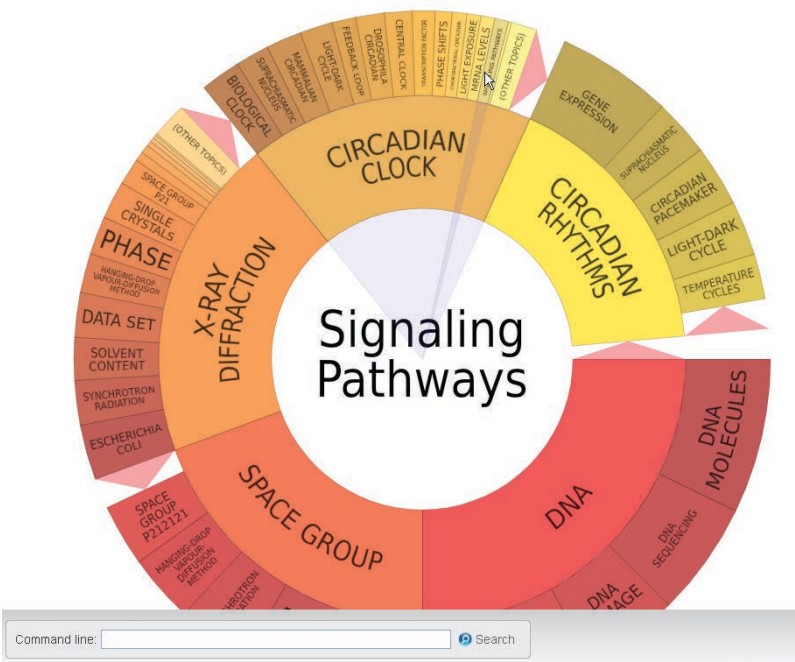 BIOLOGICAL
CLOCK
SUPRACHIASMATIC
NUCLEUS
MAMMALIAN
CIRCADIAN
LIGHT-DARK
CYCLE
FEEDBACK LOOP
DROSOPHILA
CIRCADIAN
CENTRAL CLOCK
TRANSCRIPTION FACTOR
PHASE SHIFTS
CYANOBACTERIAL CIRCADIAN
LIGHT EXPOSURE
MRNA LEVELS
PATHWAYS
(OTHER TOPICS)
CIRCADIAN
CLOCK
GENE
EXPRESSION
SUPRACHIASMATIC
NUCLEUS
CIRCADIAN
PACEMAKER
LIGHT-DARK
CYCLE
TEMPERATURE
CYCLES
CIRCADIAN
RHYTHMS
(OTHER TOPICS)
SPACE GROUP
P21
SINGLE
CRYSTALS
PHASE
HANGING-DROP
VAPOUR-DIFFUSION
METHOD
DATA SET
SOLVENT
CONTENT
SYNCHROTRON
RADIATION
ESCHERICHIA
COLI
X-RAY
DIFFRACTION
Signaling
Pathways
SPACE GROUP
SPACE
GROUP
P212121
HANGING-DROP
VAPOUR-
DIFFUSION
METHOD
DNA
DNA
MOLECULES
DNA
SEQUENCING
DNA
Command line:
Search